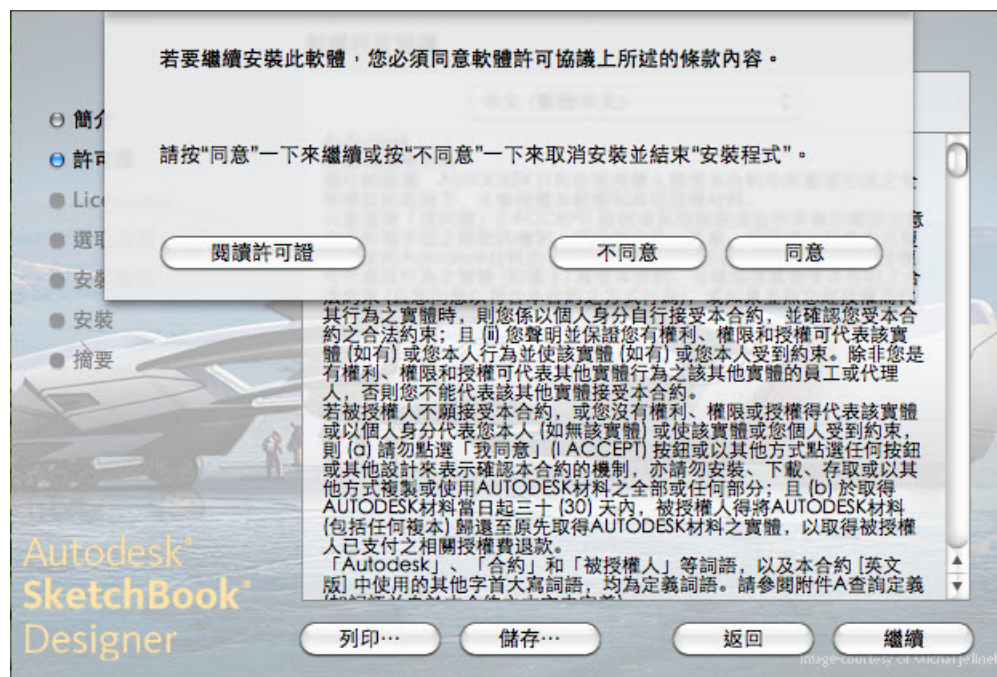 若要繼續安裝此軟體,您必須同意軟體許可協議上所述的條款內容。
請按“同意”一下來繼續或按“不同意”一下來取消安裝並結束“安裝程式”。
閱讀許可證
不同意
同意
簡介
許可
Lice
選取
安裝
安裝
摘要
其行為之實體時,則您係以個人身分自行接受本合約,並確認您受本合
約之合法約束;且 (ii) 您聲明並保證您有權利、權限和授權可代表該實
體 (如有) 或您本人行為並使該實體 (如有) 或您本人受到約束。除非您是
有權利、權限和授權可代表其他實體行為之該其他實體的員工或代理
人,否則您不能代表該其他實體接受本合約。
若被授權人不願接受本合約,或您沒有權利、權限或授權得代表該實體
或以個人身分代表您本人 (如無該實體) 或使該實體或您個人受到約束,
則 (a) 請勿點選「我同意」(I ACCEPT) 按鈕或以其他方式點選任何按鈕
或其他設計來表示確認本合約的機制,亦請勿安裝、下載、存取或以其
他方式複製或使用AUTODESK材料之全部或任何部分;且 (b) 於取得
AUTODESK材料當日起三十 (30) 天內,被授權人得將AUTODESK材料
(包括任何複本) 歸還至原先取得AUTODESK材料之實體,以取得被授權
人已支付之相關授權費退款。
「Autodesk」、「合約」和「被授權人」等詞語,以及本合約 [英文
版] 中使用的其他字首大寫詞語,均為定義詞語。請參閱附件A查詢定義
Autodesk®
SketchBook®
Designer
列印…
儲存…
返回
繼續
image courtesy of Michal Jelinek